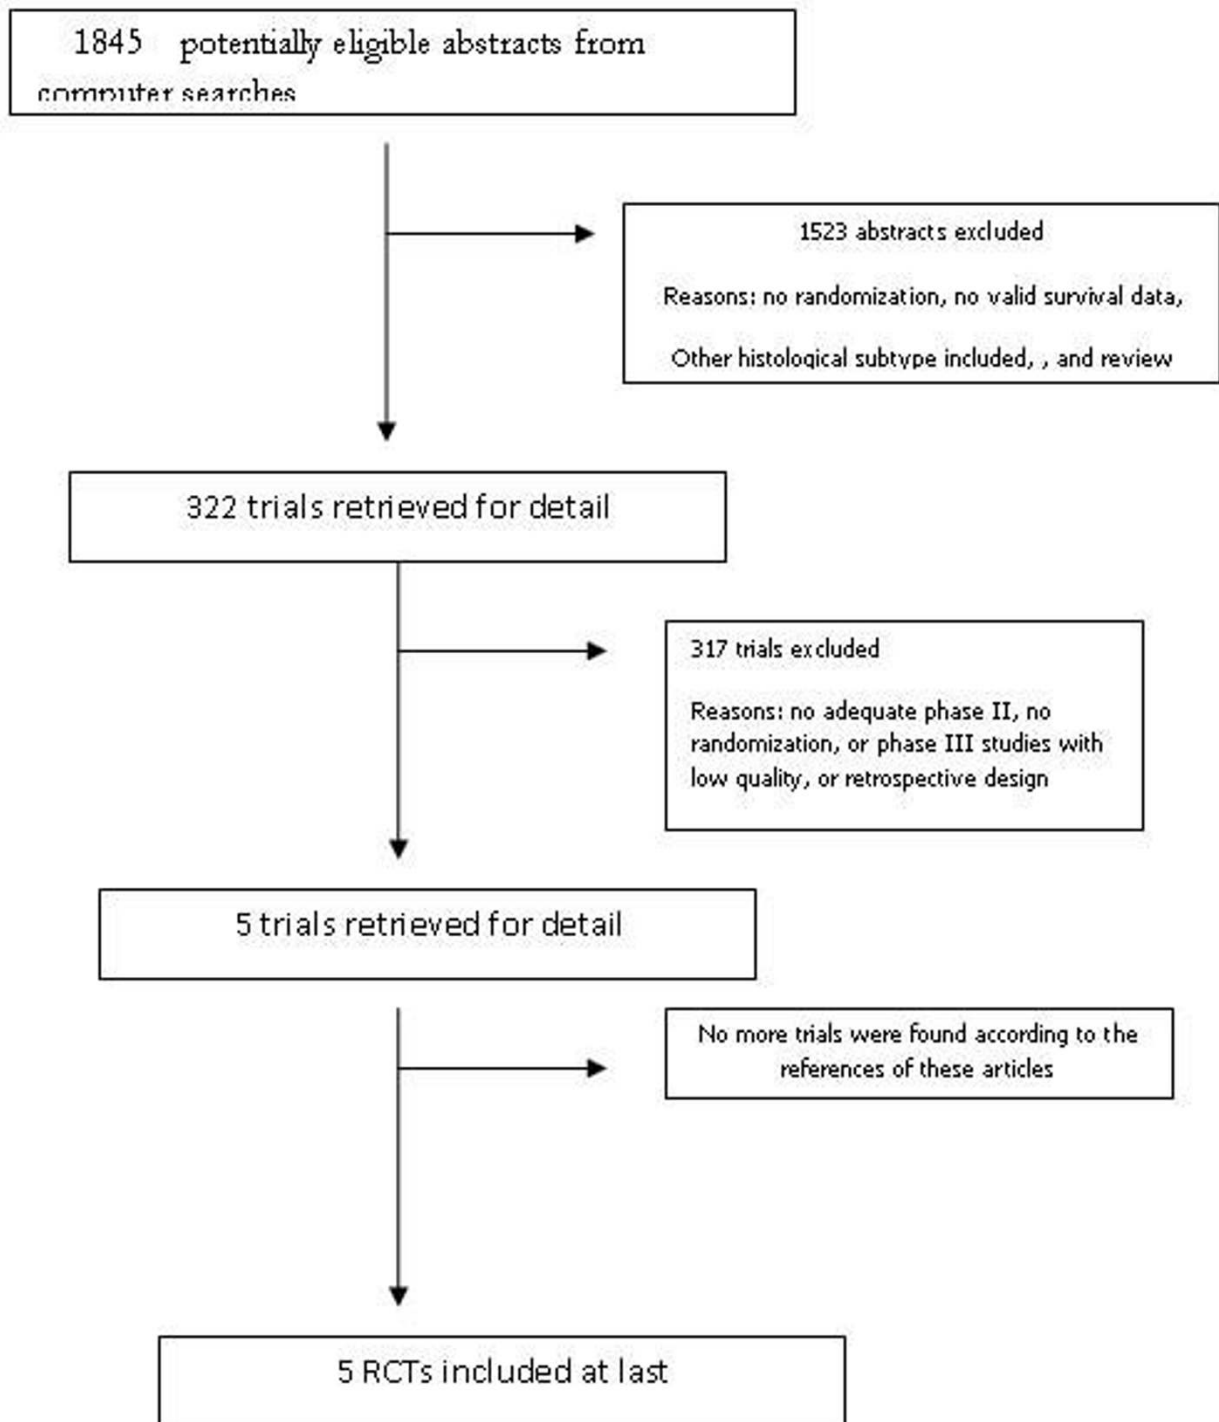 1845 potentially eligible abstracts from
computer searches
1523 abstracts excluded
Reasons: no randomization, no valid survival data,
Other histological subtype included, , and review
322 trials retrieved for detail
317 trials excluded
Reasons: no adequate phase II, no
randomization, or phase III studies with
low quality, or retrospective design
5 trials retrieved for detail
No more trials were found according to the
references of these articles
5 RCTs included at last